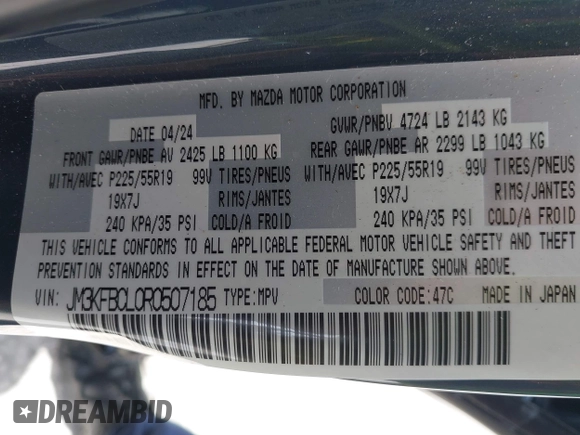 MFD. BY MAZDA MOTOR CORPORATION
DATE 04/24 GVWR/PNBV 4724 LB 2143 KG
FRONT GAWR/PNBE AV 2425 LB 1100 KG REAR GAWR/PNBE AR 2299 LB 1043 KG
WITH/AVEC P225/55R19 99V TIRES/PNEUS WITH/AVEC P225/55R19 99V TIRES/PNEUS
19X7J RIMS/JANTES 19X7J RIMS/JANTES
240 KPA/35 PSI COLD/A FROID 240 KPA/35 PSI COLD/A FROID
THIS VEHICLE CONFORMS TO ALL APPLICABLE FEDERAL MOTOR VEHICLE SAFETY AND THEFT
PREVENTION STANDARDS IN EFFECT ON THE DATE OF MANUFACTURE SHOWN ABOVE.
VIN: JM3KFBCL0R0507185 TYPE:MPV COLOR CODE:47C MADE IN JAPAN
DREAMBID